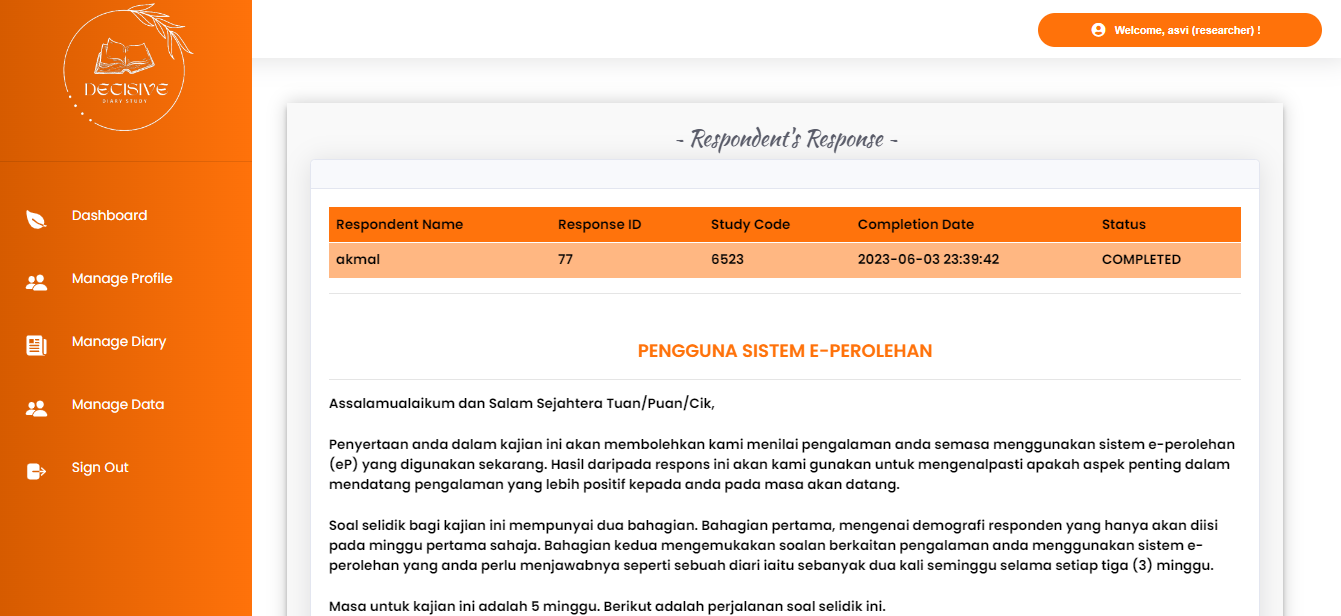 DECISIVE
DIARY STUDY
Welcome, asvi (researcher) !
Dashboard
Manage Profile
Manage Diary
Manage Data
Sign Out
~ Respondent's Response ~
Respondent Name Response ID Study Code Completion Date Status
akmal 77 6523 2023-06-03 23:39:42 COMPLETED
PENGGUNA SISTEM E-PEROLEHAN
Assalamualaikum dan Salam Sejahtera Tuan/Puan/Cik,
Penyertaan anda dalam kajian ini akan membolehkan kami menilai pengalaman anda semasa menggunakan sistem e-perolehan
(eP) yang digunakan sekarang. Hasil daripada respons ini akan kami gunakan untuk mengenalpasti apakah aspek penting dalam
mendatang pengalaman yang lebih positif kepada anda pada masa akan datang.
Soal selidik bagi kajian ini mempunyai dua bahagian. Bahagian pertama, mengenai demografi responden yang hanya akan diisi
pada minggu pertama sahaja. Bahagian kedua mengemukakan soalan berkaitan pengalaman anda menggunakan sistem e-
perolehan yang anda perlu menjawabnya seperti sebuah diari iaitu sebanyak dua kali seminggu selama setiap tiga (3) minggu.
Masa untuk kajian ini adalah 5 minggu. Berikut adalah perjalanan soal selidik ini.